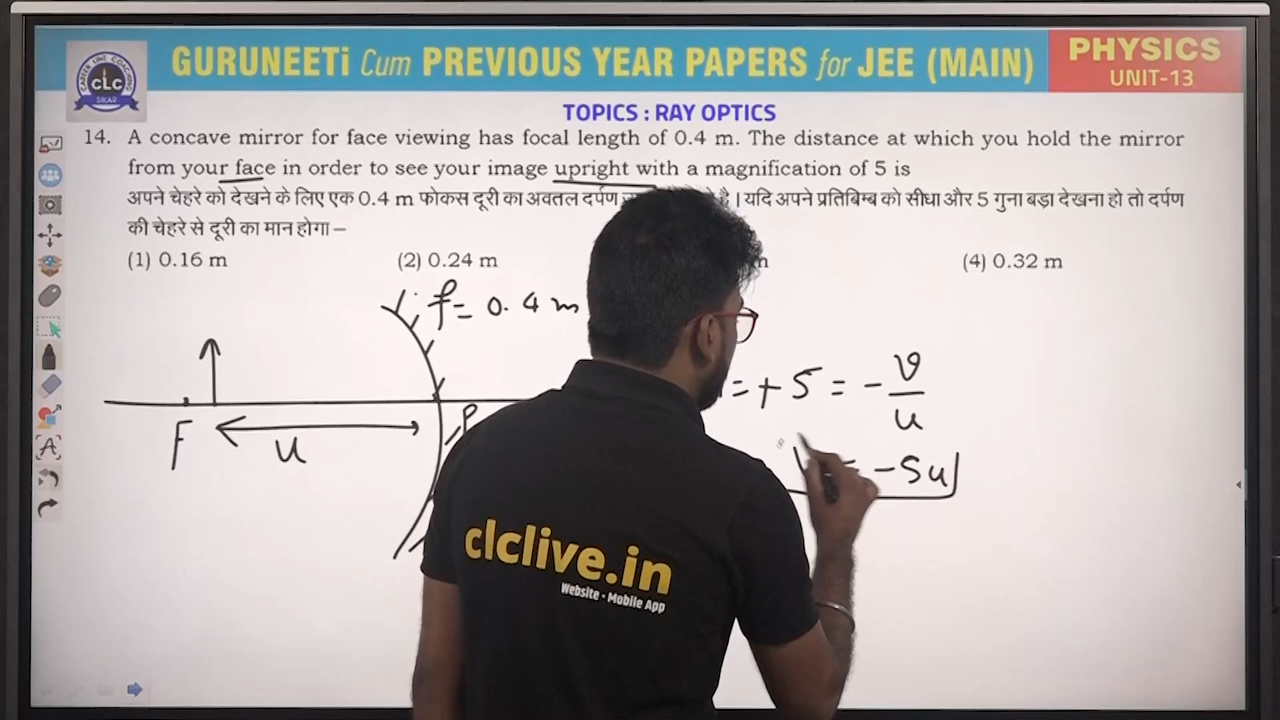 GURUNEETi Cum PREVIOUS YEAR PAPERS for JEE (MAIN)
PHYSICS
UNIT-13
CLC
SIKAR
TOPICS : RAY OPTICS
14. A concave mirror for face viewing has focal length of 0.4 m. The distance at which you hold the mirror
from your face in order to see your image upright with a magnification of 5 is
अपने चेहरे को देखने के लिए एक 0.4 m फोकस दूरी का अवतल दर्पण है । यदि अपने प्रतिबिम्ब को सीधा और 5 गुना बड़ा देखना हो तो दर्पण
की चेहरे से दूरी का मान होगा –
(1) 0.16 m (2) 0.24 m m (4) 0.32 m
f = 0.4 m
= + 5 = - v/u
= -5u
F
u
P
clclive.in
Website - Mobile App